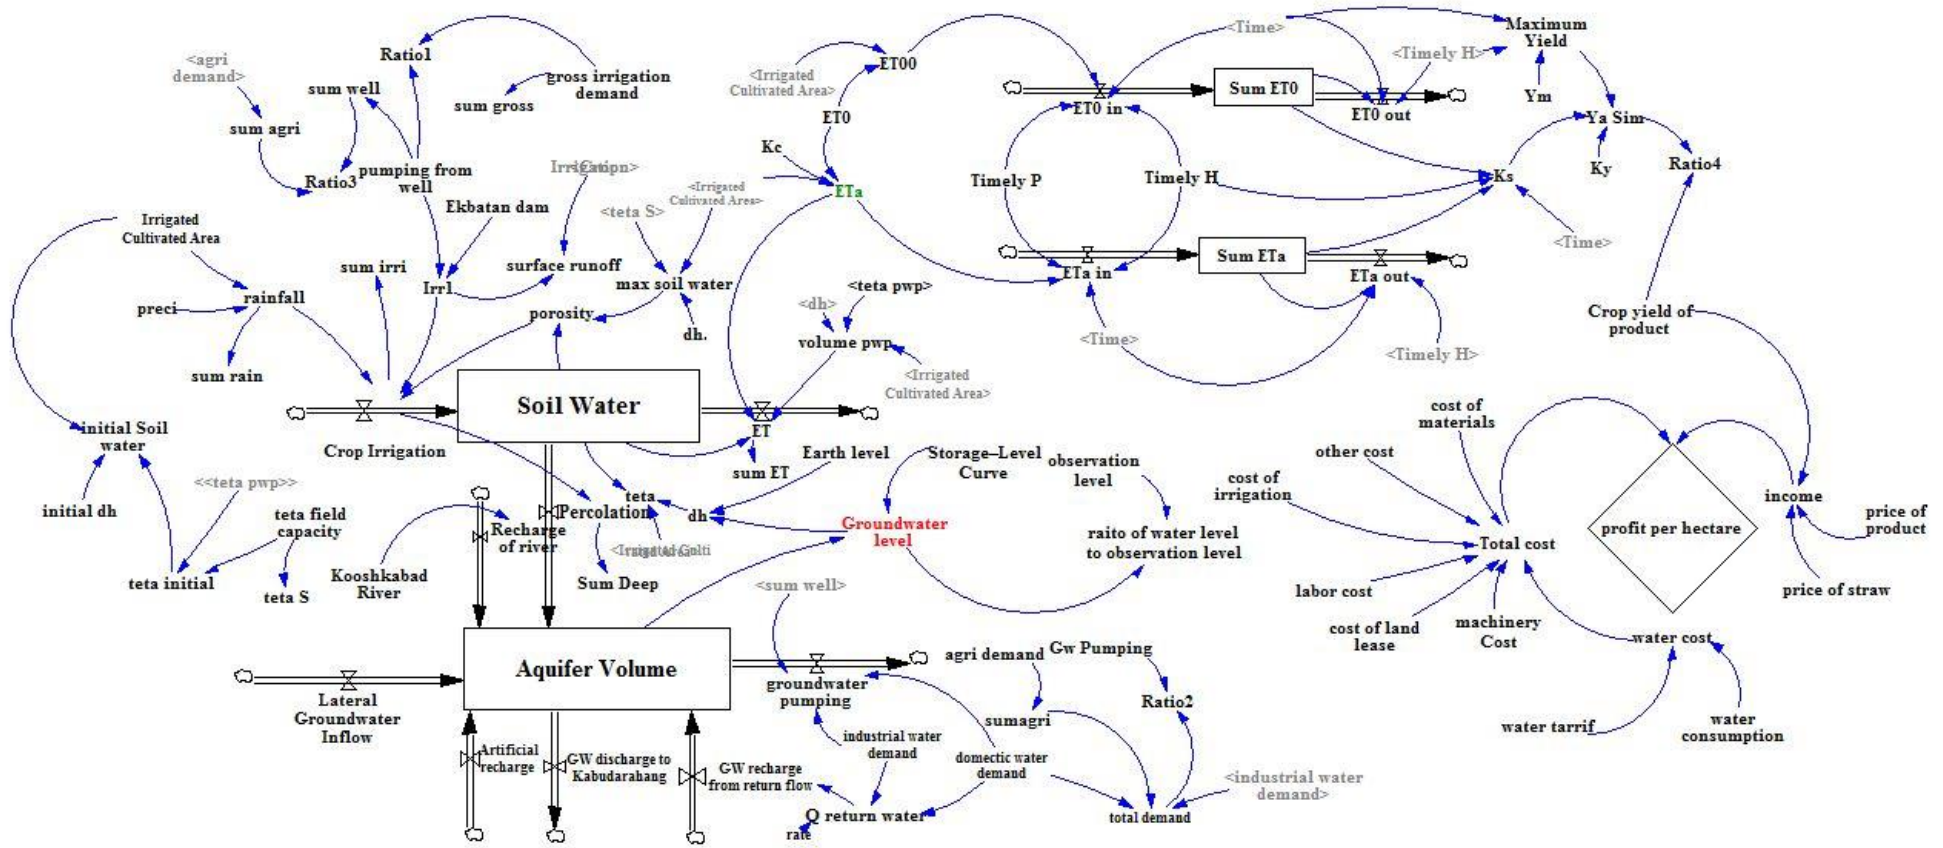 <agri
demand>
Ratio1
sum well
gross irrigation
demand
sum gross
sum agri
Ratio3
pumping from
well
<Irrigated
Cultivated Area>
ET00
ET0
Kc
<Irrigated
Cultivated Area>
ETa
<Time>
Maximum
Yield
<Timely H>
Ym
Sum ET0
ET0 in
ET0 out
Ya Sim
Ky
Ratio4
Timely P
Timely H
Ks
<Time>
Irrigated
Cultivated Area
Ekbatan dam
<teta S>
sum irri
Irr1
surface runoff
max soil water
preci
rainfall
porosity
dh.
sum rain
<dh>
<teta pwp>
volume pwp
<Irrigated
Cultivated Area>
Sum ETa
ETa in
ETa out
<Time>
<Timely H>
Crop yield of
product
Soil Water
initial Soil
water
Crop Irrigation
ET
sum ET
initial dh
<<teta pwp>>
teta field
capacity
teta initial
teta S
Kooshkabad
River
Recharge
of river
Percolation
teta
Sum Deep
dh
Earth level
Storage–Level
Curve
observation
level
Groundwater
level
raito of water level
to observation level
<sum well>
cost of
materials
other cost
cost of
irrigation
Total cost
labor cost
cost of land
lease
machinery
Cost
profit per hectare
income
price of
product
price of straw
water cost
water tarrif
water
consumption
Aquifer Volume
Lateral
Groundwater
Inflow
groundwater
pumping
agri demand
Gw Pumping
Ratio2
sumagri
Artificial
recharge
GW discharge to
Kabudarahang
GW recharge
from return flow
industrial water
demand
domectic water
demand
Q return water
rate
total demand
<industrial water
demand>